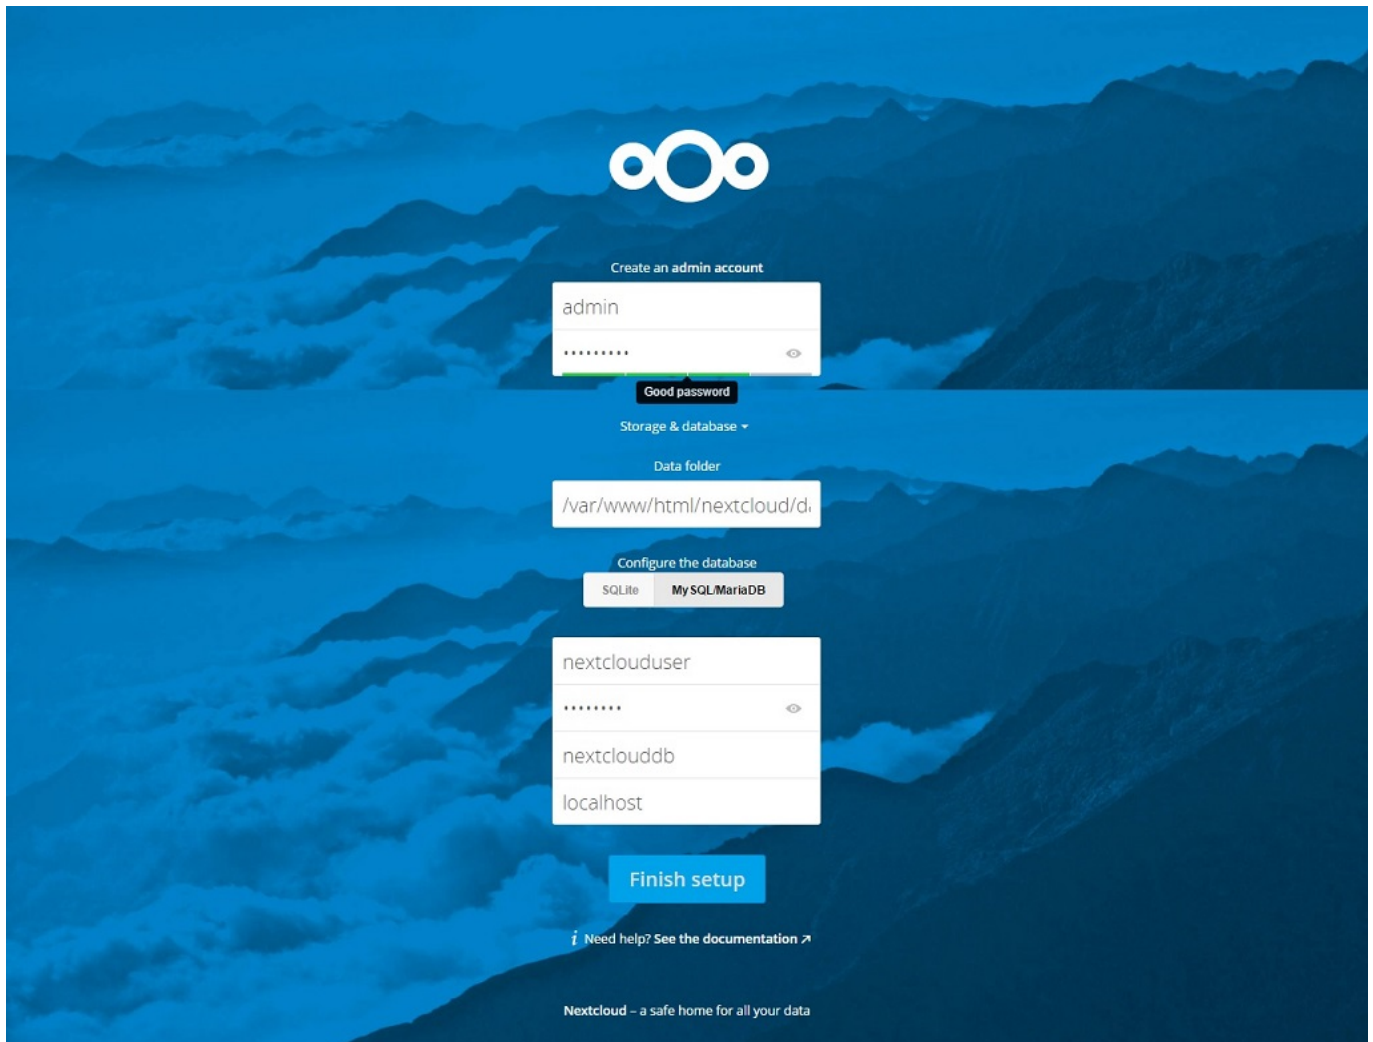 Create an admin account
admin
•••••••••
Good password
Storage & database
Data folder
/var/www/html/nextcloud/d
Configure the database
SQLite MySQL/MariaDB
nextclouduser
••••••••
nextclouddb
localhost
Finish setup
i Need help? See the documentation ↗
Nextcloud – a safe home for all your data